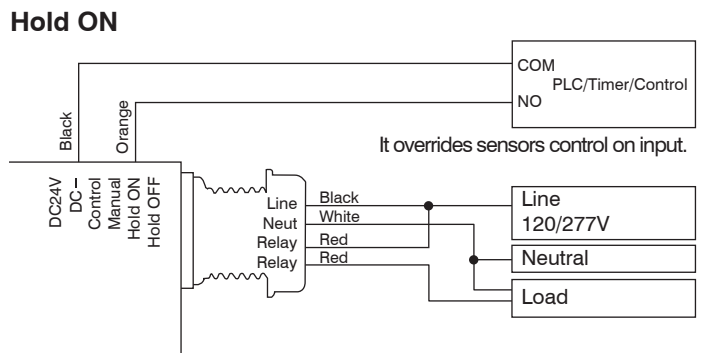 Hold ON
COM
PLC/Timer/Control
NO
Black
Orange
It overrides sensors control on input.
DC24V
DC−
Control
Manual
Hold ON
Hold OFF
Line
Black
Neut
White
Relay
Red
Relay
Red
Line
120/277V
Neutral
Load